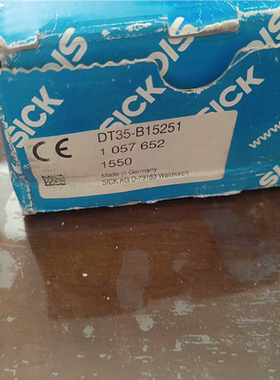 SICK
SICK
SICK
DT35-B15251
1 057 652
1550
Made in Germany
SICK AG D-79183 Waldkirch
CE